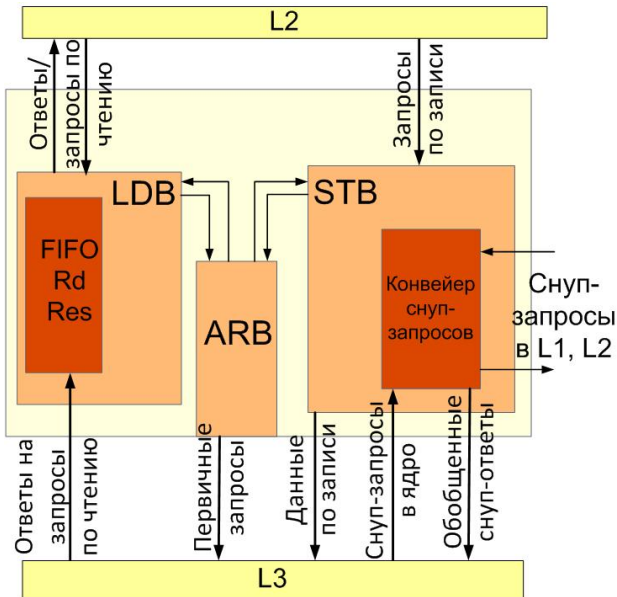 L2
Ответы/
запросы по
чтению
Запросы
по записи
LDB
STB
FIFO
Rd
Res
ARB
Конвейер
снуп-
запросов
Снуп-
запросы
в L1, L2
Ответы на
запросы
по чтению
Первичные
запросы
Данные
по записи
Снуп-запросы
в ядро
Обобщенные
снуп-ответы
L3